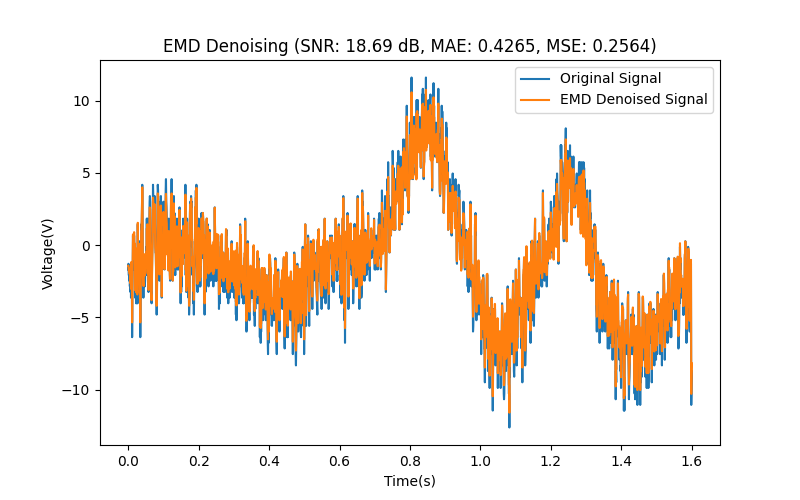 EMD Denoising (SNR: 18.69 dB, MAE: 0.4265, MSE: 0.2564)
Original Signal
EMD Denoised Signal
10
5
0
−5
−10
Voltage(V)
0.0 0.2 0.4 0.6 0.8 1.0 1.2 1.4 1.6
Time(s)